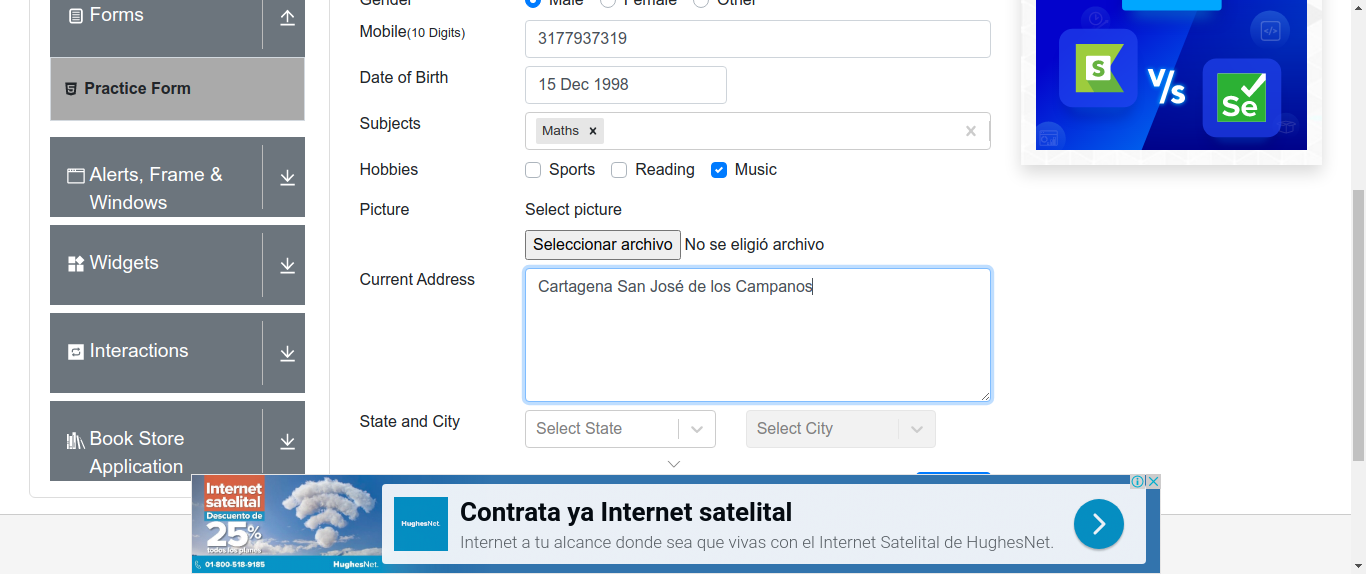 Forms
Practice Form
Alerts, Frame &
Windows
Widgets
Interactions
Book Store
Application
Gender
Male Female Other
Mobile(10 Digits)
3177937319
Date of Birth
15 Dec 1998
Subjects
Maths
Hobbies
Sports Reading Music
Picture
Select picture
Seleccionar archivo No se eligió archivo
Current Address
Cartagena San José de los Campanos
State and City
Select State Select City
S V/s Se
Internet
satelital
Descuento de
25%
todos los planes
01-800-518-9185 HughesNet.
HughesNet.
Contrata ya Internet satelital
Internet a tu alcance donde sea que vivas con el Internet Satelital de HughesNet.